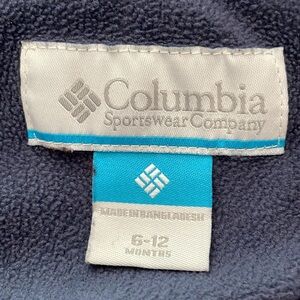 Columbia
Sportswear Company
MADE IN BANGLADESH
6-12
MONTHS